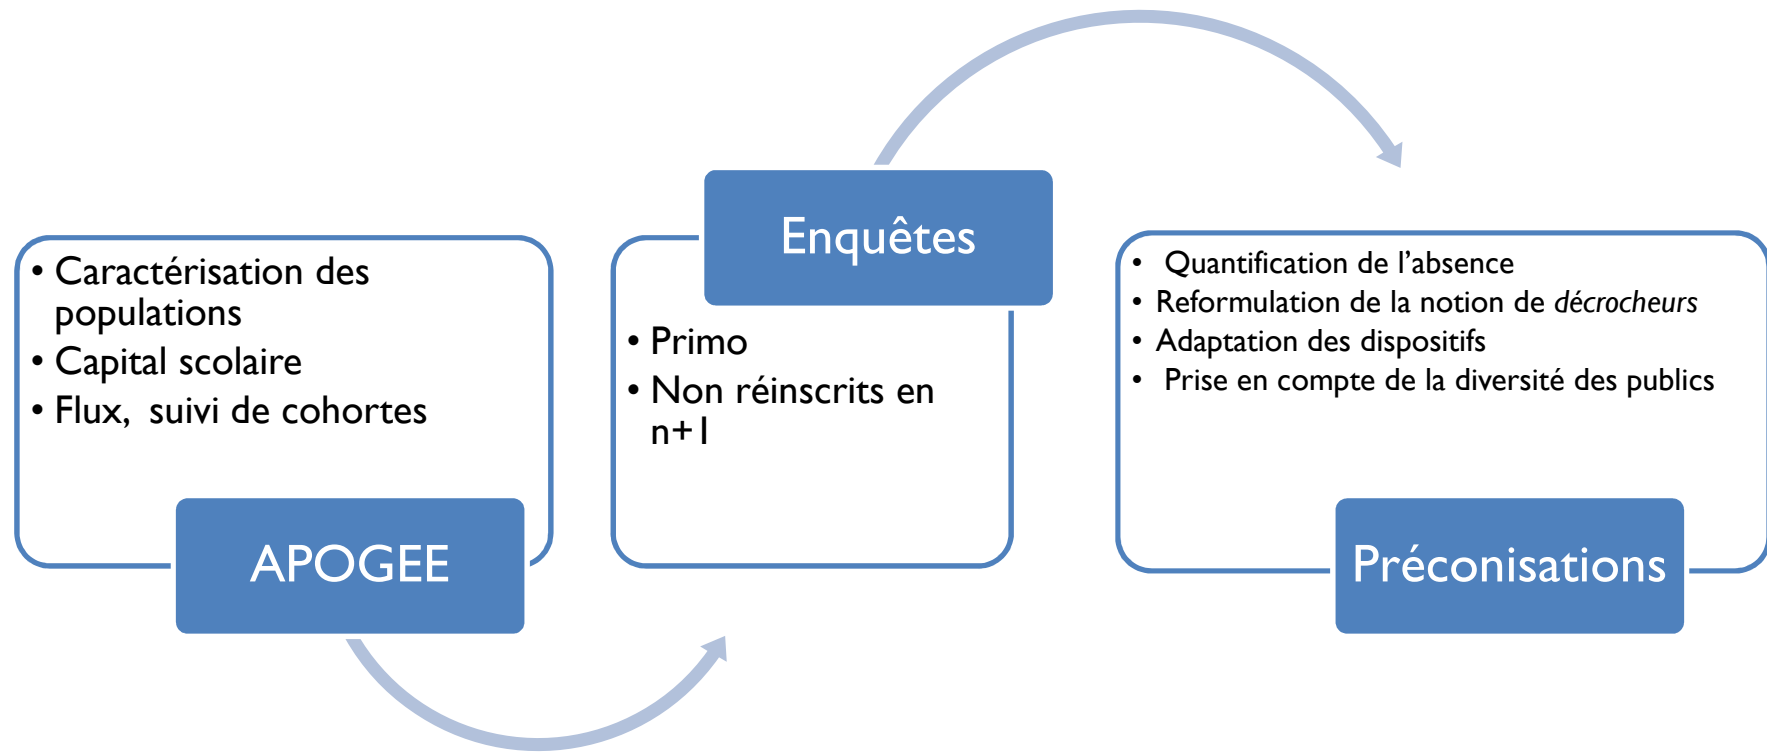 • Caractérisation des
populations
• Capital scolaire
• Flux, suivi de cohortes
APOGEE
Enquêtes
• Primo
• Non réinscrits en
n+1
• Quantification de l’absence
• Reformulation de la notion de décrocheurs
• Adaptation des dispositifs
• Prise en compte de la diversité des publics
Préconisations